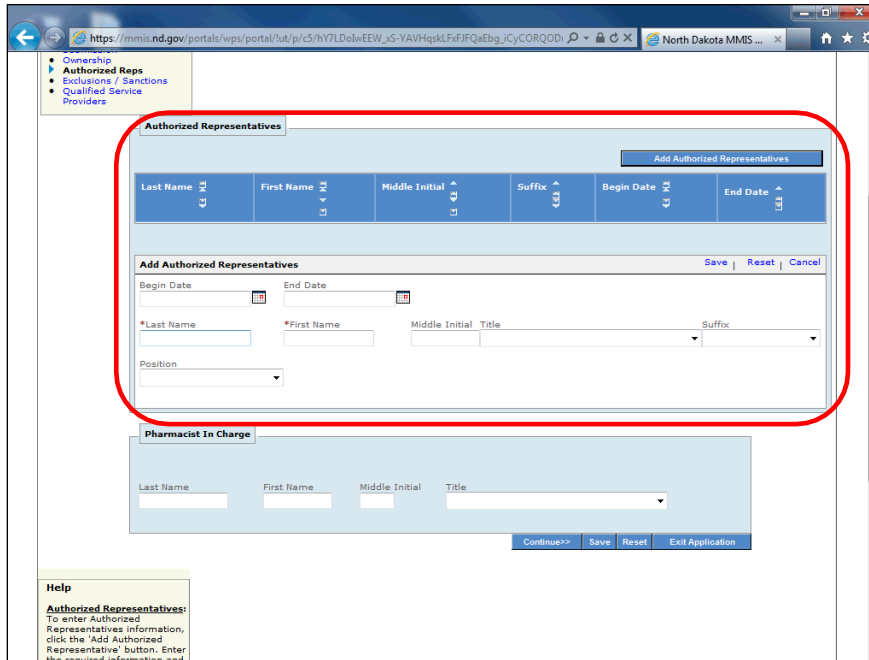 https://mmis.nd.gov/portals/wps/portal/!ut/p/c5/
North Dakota MMIS ...
Ownership
Authorized Reps
Exclusions / Sanctions
Qualified Service
Providers
Authorized Representatives
Add Authorized Representatives
Last Name First Name Middle Initial Suffix Begin Date End Date
Add Authorized Representatives Save | Reset | Cancel
Begin Date End Date
*Last Name *First Name Middle Initial Title Suffix
Position
Pharmacist In Charge
Last Name First Name Middle Initial Title
Continue>> Save Reset Exit Application
Help
Authorized Representatives:
To enter Authorized
Representatives information,
click the 'Add Authorized
Representative' button. Enter
the required information and